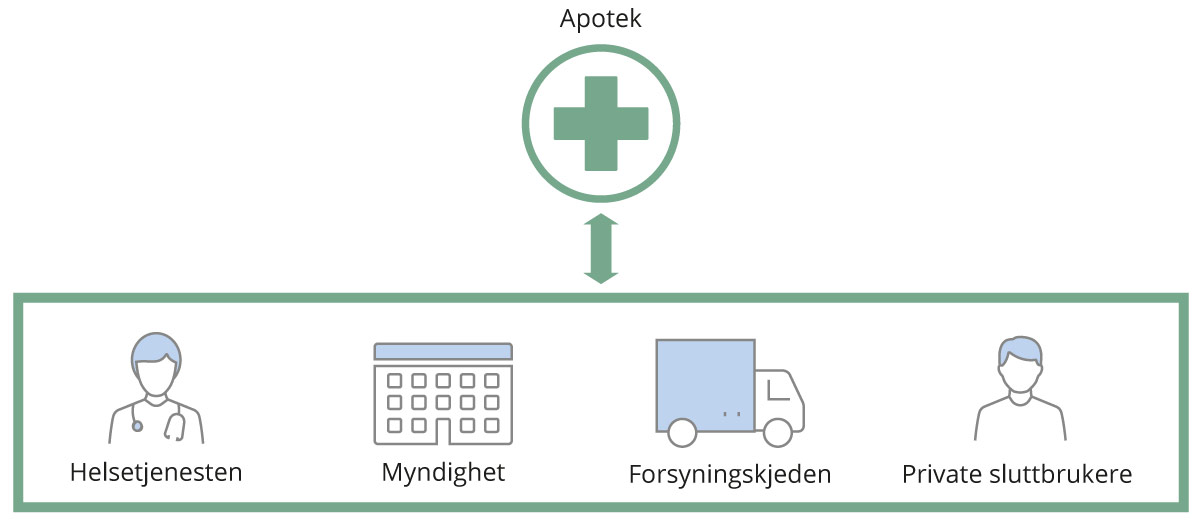 Apotek
Helsetjenesten
Myndighet
Forsyningskjeden
Private sluttbrukere